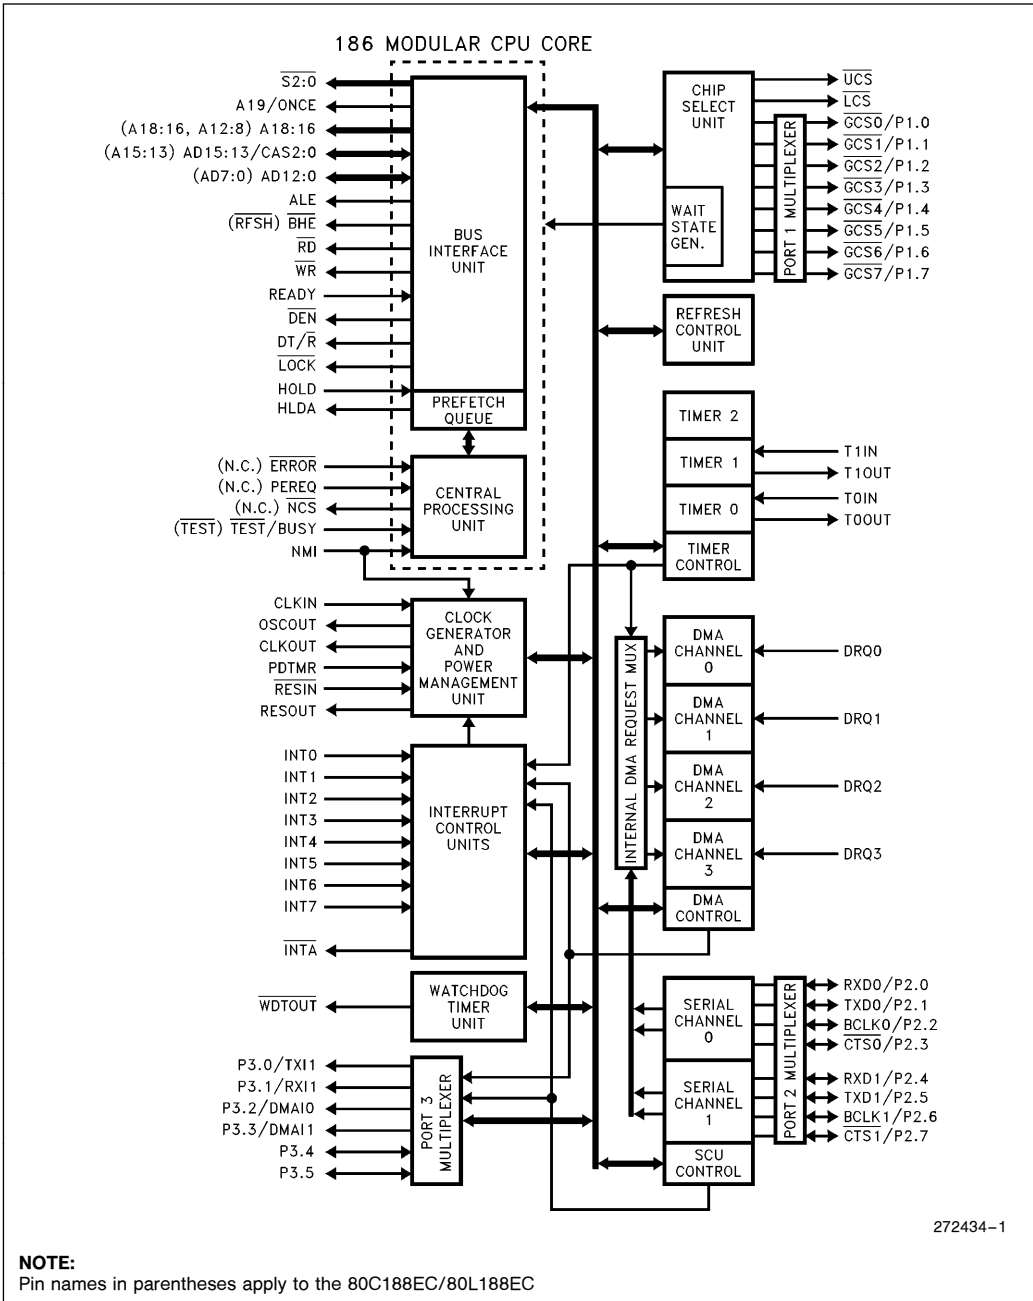 186 MODULAR CPU CORE
S2:0
A19/ONCE
(A18:16, A12:8) A18:16
(A15:13) AD15:13/CAS2:0
(AD7:0) AD12:0
ALE
(RFSH) BHE
RD
WR
READY
DEN
DT/R
LOCK
HOLD
HLDA
BUS
INTERFACE
UNIT
PREFETCH
QUEUE
(N.C.) ERROR
(N.C.) PEREQ
(N.C.) NCS
(TEST) TEST/BUSY
NMI
CENTRAL
PROCESSING
UNIT
CLKIN
OSCOUT
CLKOUT
PDTMR
RESIN
RESOUT
CLOCK
GENERATOR
AND
POWER
MANAGEMENT
UNIT
INT0
INT1
INT2
INT3
INT4
INT5
INT6
INT7
INTA
INTERRUPT
CONTROL
UNITS
WDTOUT
WATCHDOG
TIMER
UNIT
P3.0/TXI1
P3.1/RXI1
P3.2/DMAI0
P3.3/DMAI1
P3.4
P3.5
PORT 3
MULTIPLEXER
CHIP
SELECT
UNIT
WAIT
STATE
GEN.
PORT 1 MULTIPLEXER
UCS
LCS
GCS0/P1.0
GCS1/P1.1
GCS2/P1.2
GCS3/P1.3
GCS4/P1.4
GCS5/P1.5
GCS6/P1.6
GCS7/P1.7
REFRESH
CONTROL
UNIT
TIMER 2
TIMER 1
TIMER 0
TIMER
CONTROL
T1IN
T1OUT
T0IN
T0OUT
INTERNAL DMA REQUEST MUX
DMA
CHANNEL
0
DMA
CHANNEL
1
DMA
CHANNEL
2
DMA
CHANNEL
3
DMA
CONTROL
DRQ0
DRQ1
DRQ2
DRQ3
SERIAL
CHANNEL
0
SERIAL
CHANNEL
1
SCU
CONTROL
PORT 2 MULTIPLEXER
RXD0/P2.0
TXD0/P2.1
BCLK0/P2.2
CTS0/P2.3
RXD1/P2.4
TXD1/P2.5
BCLK1/P2.6
CTS1/P2.7
272434–1
NOTE:
Pin names in parentheses apply to the 80C188EC/80L188EC